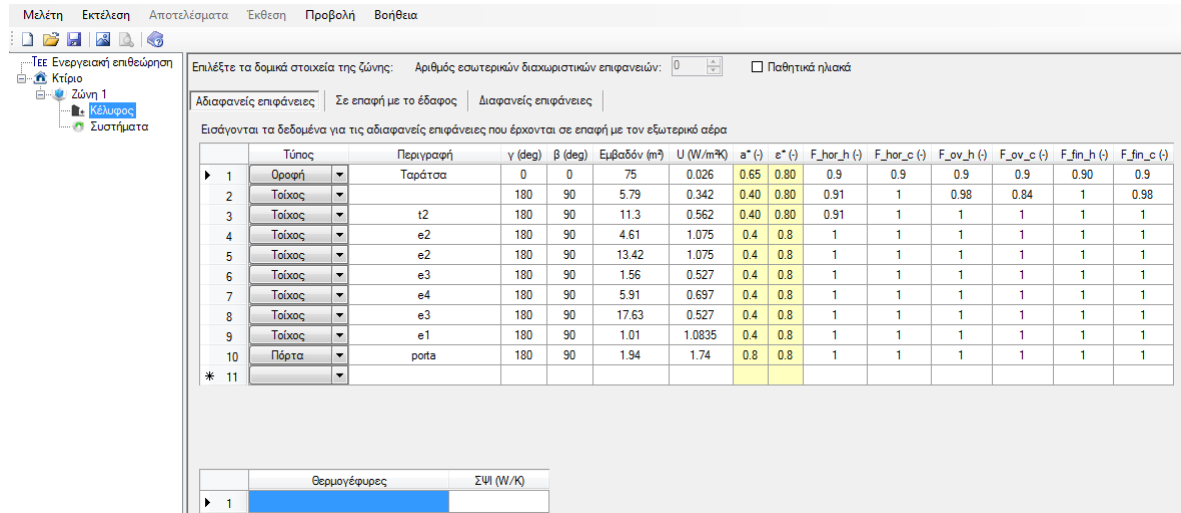 Μελέτη Εκτέλεση Αποτελέσματα Έκθεση Προβολή Βοήθεια
ΤΕΕ Ενεργειακή επιθεώρηση
Κτίριο
Ζώνη 1
Κέλυφος
Συστήματα
Επιλέξτε τα δομικά στοιχεία της ζώνης: Αριθμός εσωτερικών διαχωριστικών επιφανειών: 0 Παθητικά ηλιακά
Αδιαφανείς επιφάνειες Σε επαφή με το έδαφος Διαφανείς επιφάνειες
Εισάγονται τα δεδομένα για τις αδιαφανείς επιφάνειες που έρχονται σε επαφή με τον εξωτερικό αέρα
Τύπος Περιγραφή γ (deg) β (deg) Εμβαδόν (m²) U (W/m²K) a* (-) ε* (-) F_hor_h (-) F_hor_c (-) F_ov_h (-) F_ov_c (-) F_fin_h (-) F_fin_c (-)
1 Οροφή Ταράτσα 0 0 75 0.026 0.65 0.80 0.9 0.9 0.9 0.9 0.90 0.9
2 Τοίχος 180 90 5.79 0.342 0.40 0.80 0.91 1 0.98 0.84 1 0.98
3 Τοίχος t2 180 90 11.3 0.562 0.40 0.80 0.91 1 1 1 1 1
4 Τοίχος e2 180 90 4.61 1.075 0.4 0.8 1 1 1 1 1 1
5 Τοίχος e2 180 90 13.42 1.075 0.4 0.8 1 1 1 1 1 1
6 Τοίχος e3 180 90 1.56 0.527 0.4 0.8 1 1 1 1 1 1
7 Τοίχος e4 180 90 5.91 0.697 0.4 0.8 1 1 1 1 1 1
8 Τοίχος e3 180 90 17.63 0.527 0.4 0.8 1 1 1 1 1 1
9 Τοίχος e1 180 90 1.01 1.0835 0.4 0.8 1 1 1 1 1 1
10 Πόρτα porta 180 90 1.94 1.74 0.8 0.8 1 1 1 1 1 1
* 11
Θερμογέφυρες ΣΨΙ (W/K)
1